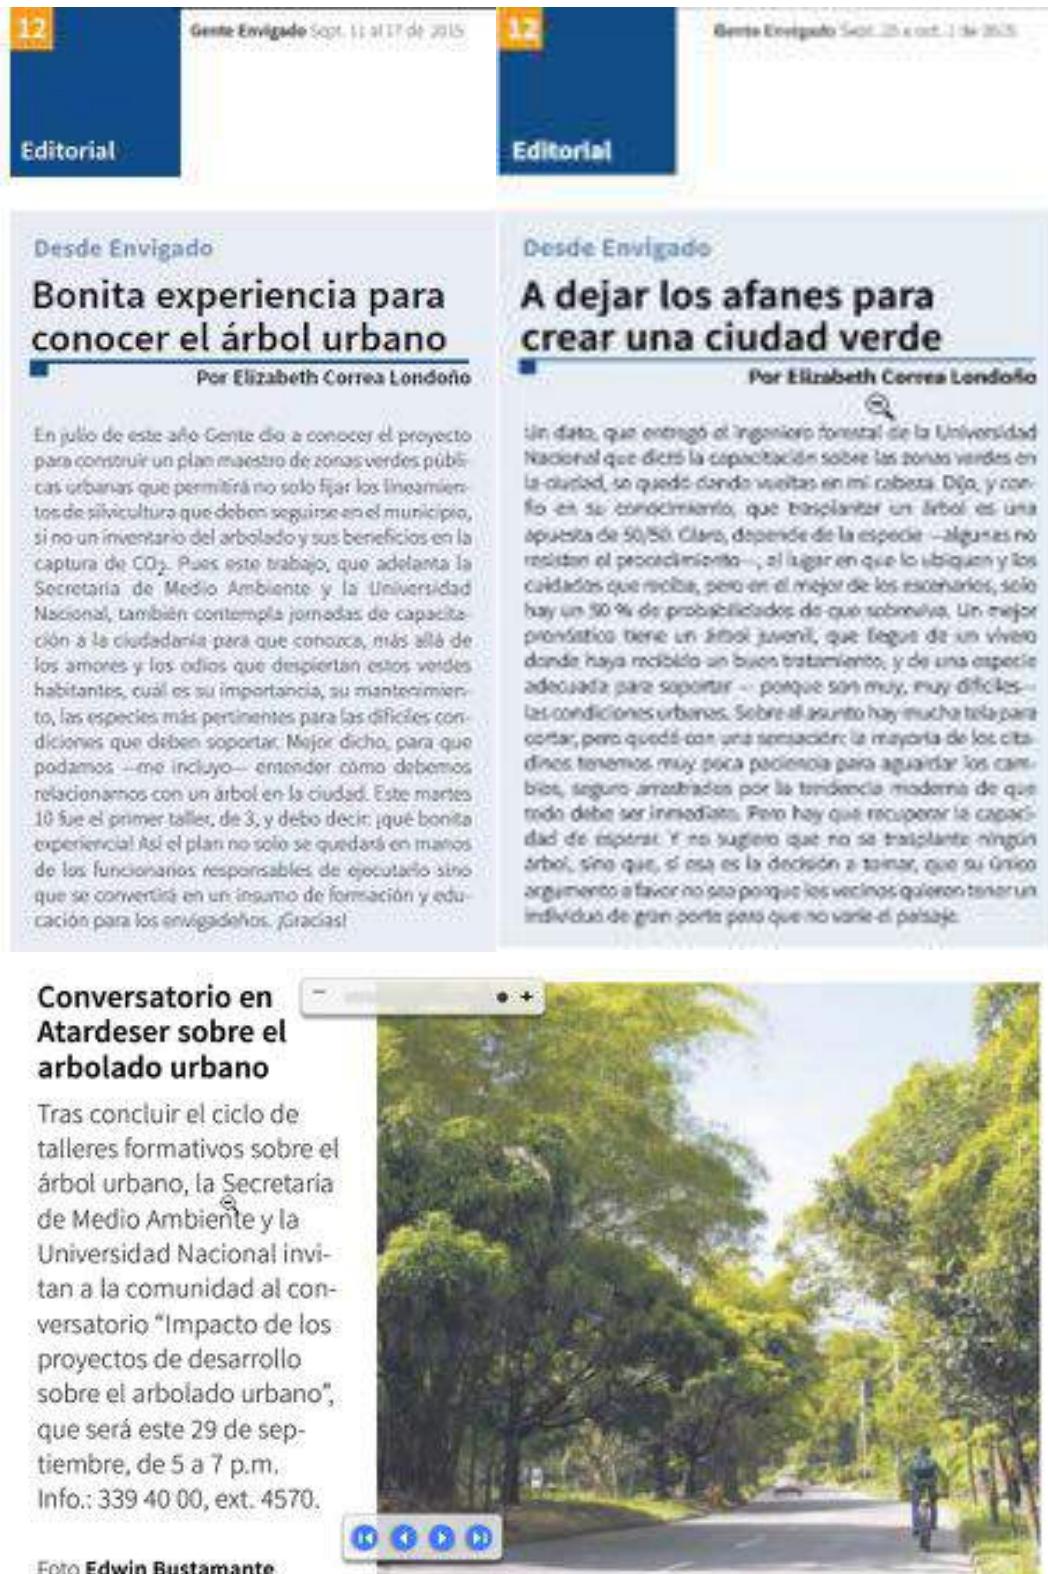 12
Gente Envigado Sept. 11 al 17 de 2015
Editorial
Desde Envigado
Bonita experiencia para
conocer el árbol urbano
Por Elizabeth Correa Londoño
En julio de este año Gente dio a conocer el proyecto
para construir un plan maestro de zonas verdes públi-
cas urbanas que permitirá no solo fijar los lineamien-
tos de silvicultura que deben seguirse en el municipio,
si no un inventario del arbolado y sus beneficios en la
captura de CO2. Pues este trabajo, que adelanta la
Secretaría de Medio Ambiente y la Universidad
Nacional, también contempla jornadas de capacita-
ción a la ciudadanía para que conozca, más allá de
los amores y los odios que despiertan estos verdes
habitantes, cuál es su importancia, su mantenimien-
to, las especies más pertinentes para las difíciles con-
diciones que deben soportar. Mejor dicho, para que
podamos —me incluyo— entender cómo debemos
relacionarnos con un árbol en la ciudad. Este martes
10 fue el primer taller, de 3, y debo decir: ¡qué bonita
experiencia! Así el plan no solo se quedará en manos
de los funcionarios responsables de ejecutarlo sino
que se convertirá en un insumo de formación y edu-
cación para los envigadeños. ¡Gracias!
12
Gente Envigado Sept. 25 a oct. 1 de 2015
Editorial
Desde Envigado
A dejar los afanes para
crear una ciudad verde
Por Elizabeth Correa Londoño
Un dato, que entregó el ingeniero forestal de la Universidad
Nacional que dictó la capacitación sobre las zonas verdes en
la ciudad, se quedó dando vueltas en mi cabeza. Dijo, y con-
fío en su conocimiento, que trasplantar un árbol es una
apuesta de 50/50. Claro, depende de la especie —algunas no
resisten el procedimiento—, el lugar en que lo ubiquen y los
cuidados que reciba, pero en el mejor de los escenarios, solo
hay un 50 % de probabilidades de que sobreviva. Un mejor
pronóstico tiene un árbol juvenil, que llegue de un vivero
donde haya recibido un buen tratamiento, y de una especie
adecuada para soportar — porque son muy, muy difíciles—
las condiciones urbanas. Sobre el asunto hay mucha tela para
cortar, pero quedé con una sensación: la mayoría de los cita-
dinos tenemos muy poca paciencia para aguardar los cam-
bios, seguro arrastrados por la tendencia moderna de que
todo debe ser inmediato. Pero hay que recuperar la capaci-
dad de esperar. Y no sugiero que no se trasplante ningún
árbol, sino que, si esa es la decisión a tomar, que su único
argumento a favor no sea porque los vecinos quieren tener un
individuo de gran porte para que no varíe el paisaje.
Conversatorio en
Atardeser sobre el
arbolado urbano
Tras concluir el ciclo de
talleres formativos sobre el
árbol urbano, la Secretaría
de Medio Ambiente y la
Universidad Nacional invi-
tan a la comunidad al con-
versatorio “Impacto de los
proyectos de desarrollo
sobre el arbolado urbano”,
que será este 29 de sep-
tiembre, de 5 a 7 p.m.
Info.: 339 40 00, ext. 4570.
Foto Edwin Bustamante